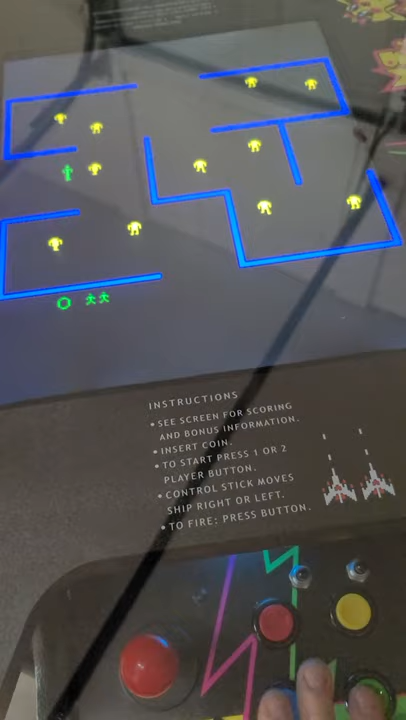 INSTRUCTIONS
• SEE SCREEN FOR SCORING
AND BONUS INFORMATION.
• INSERT COIN.
• TO START PRESS 1 OR 2
PLAYER BUTTON.
• CONTROL STICK MOVES
SHIP RIGHT OR LEFT.
• TO FIRE: PRESS BUTTON.